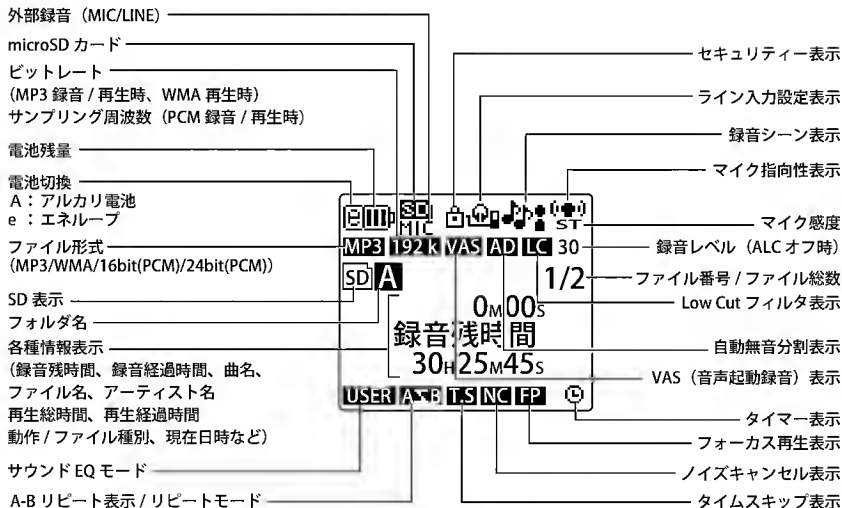 外部録音（MIC/LINE）
microSD カード
ビットレート
（MP3 録音 / 再生時、WMA 再生時）
サンプリング周波数（PCM 録音 / 再生時）
電池残量
電池切換
A：アルカリ電池
e：エネループ
ファイル形式
（MP3/WMA/16bit(PCM)/24bit(PCM)）
SD 表示
フォルダ名
各種情報表示
（録音残時間、録音経過時間、曲名、
ファイル名、アーティスト名
再生総時間、再生経過時間
動作 / ファイル種別、現在日時など）
サウンド EQ モード
A-B リピート表示 / リピートモード
e SD MIC ST
MP3 192 k VAS AD LC 30
SD A 1/2
0M00s
録音残時間
30H25M45s
USER A B T.S NC FP
セキュリティー表示
ライン入力設定表示
録音シーン表示
マイク指向性表示
マイク感度
録音レベル（ALC オフ時）
ファイル番号 / ファイル総数
Low Cut フィルタ表示
自動無音分割表示
VAS（音声起動録音）表示
タイマー表示
フォーカス再生表示
ノイズキャンセル表示
タイムスキップ表示